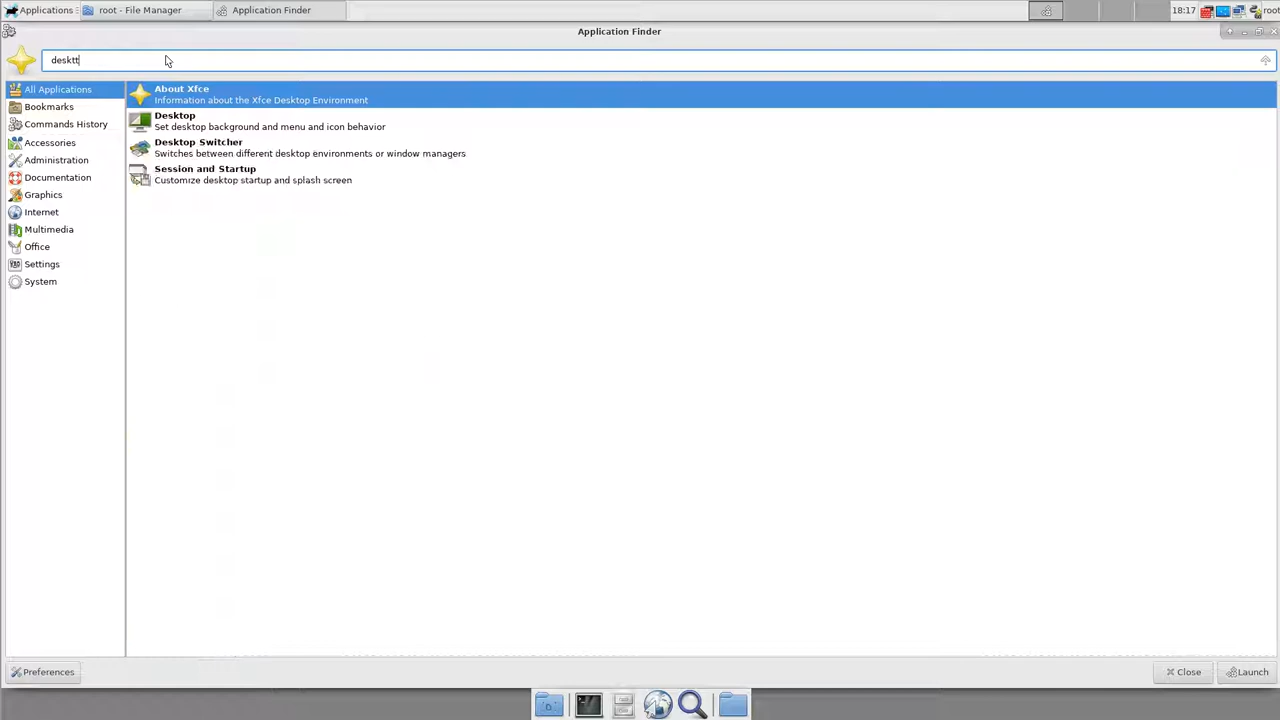 Applications
root - File Manager
Application Finder
18:17
root
Application Finder
desktt
All Applications
Bookmarks
Commands History
Accessories
Administration
Documentation
Graphics
Internet
Multimedia
Office
Settings
System
About Xfce
Information about the Xfce Desktop Environment
Desktop
Set desktop background and menu and icon behavior
Desktop Switcher
Switches between different desktop environments or window managers
Session and Startup
Customize desktop startup and splash screen
Preferences
Close
Launch